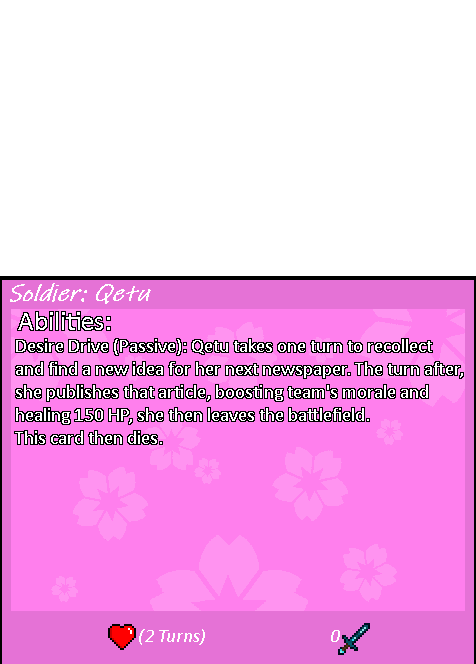 Soldier: Qetu
Abilities:
Desire Drive (Passive): Qetu takes one turn to recollect
and find a new idea for her next newspaper. The turn after,
she publishes that article, boosting team's morale and
healing 150 HP, she then leaves the battlefield.
This card then dies.
(2 Turns) 0